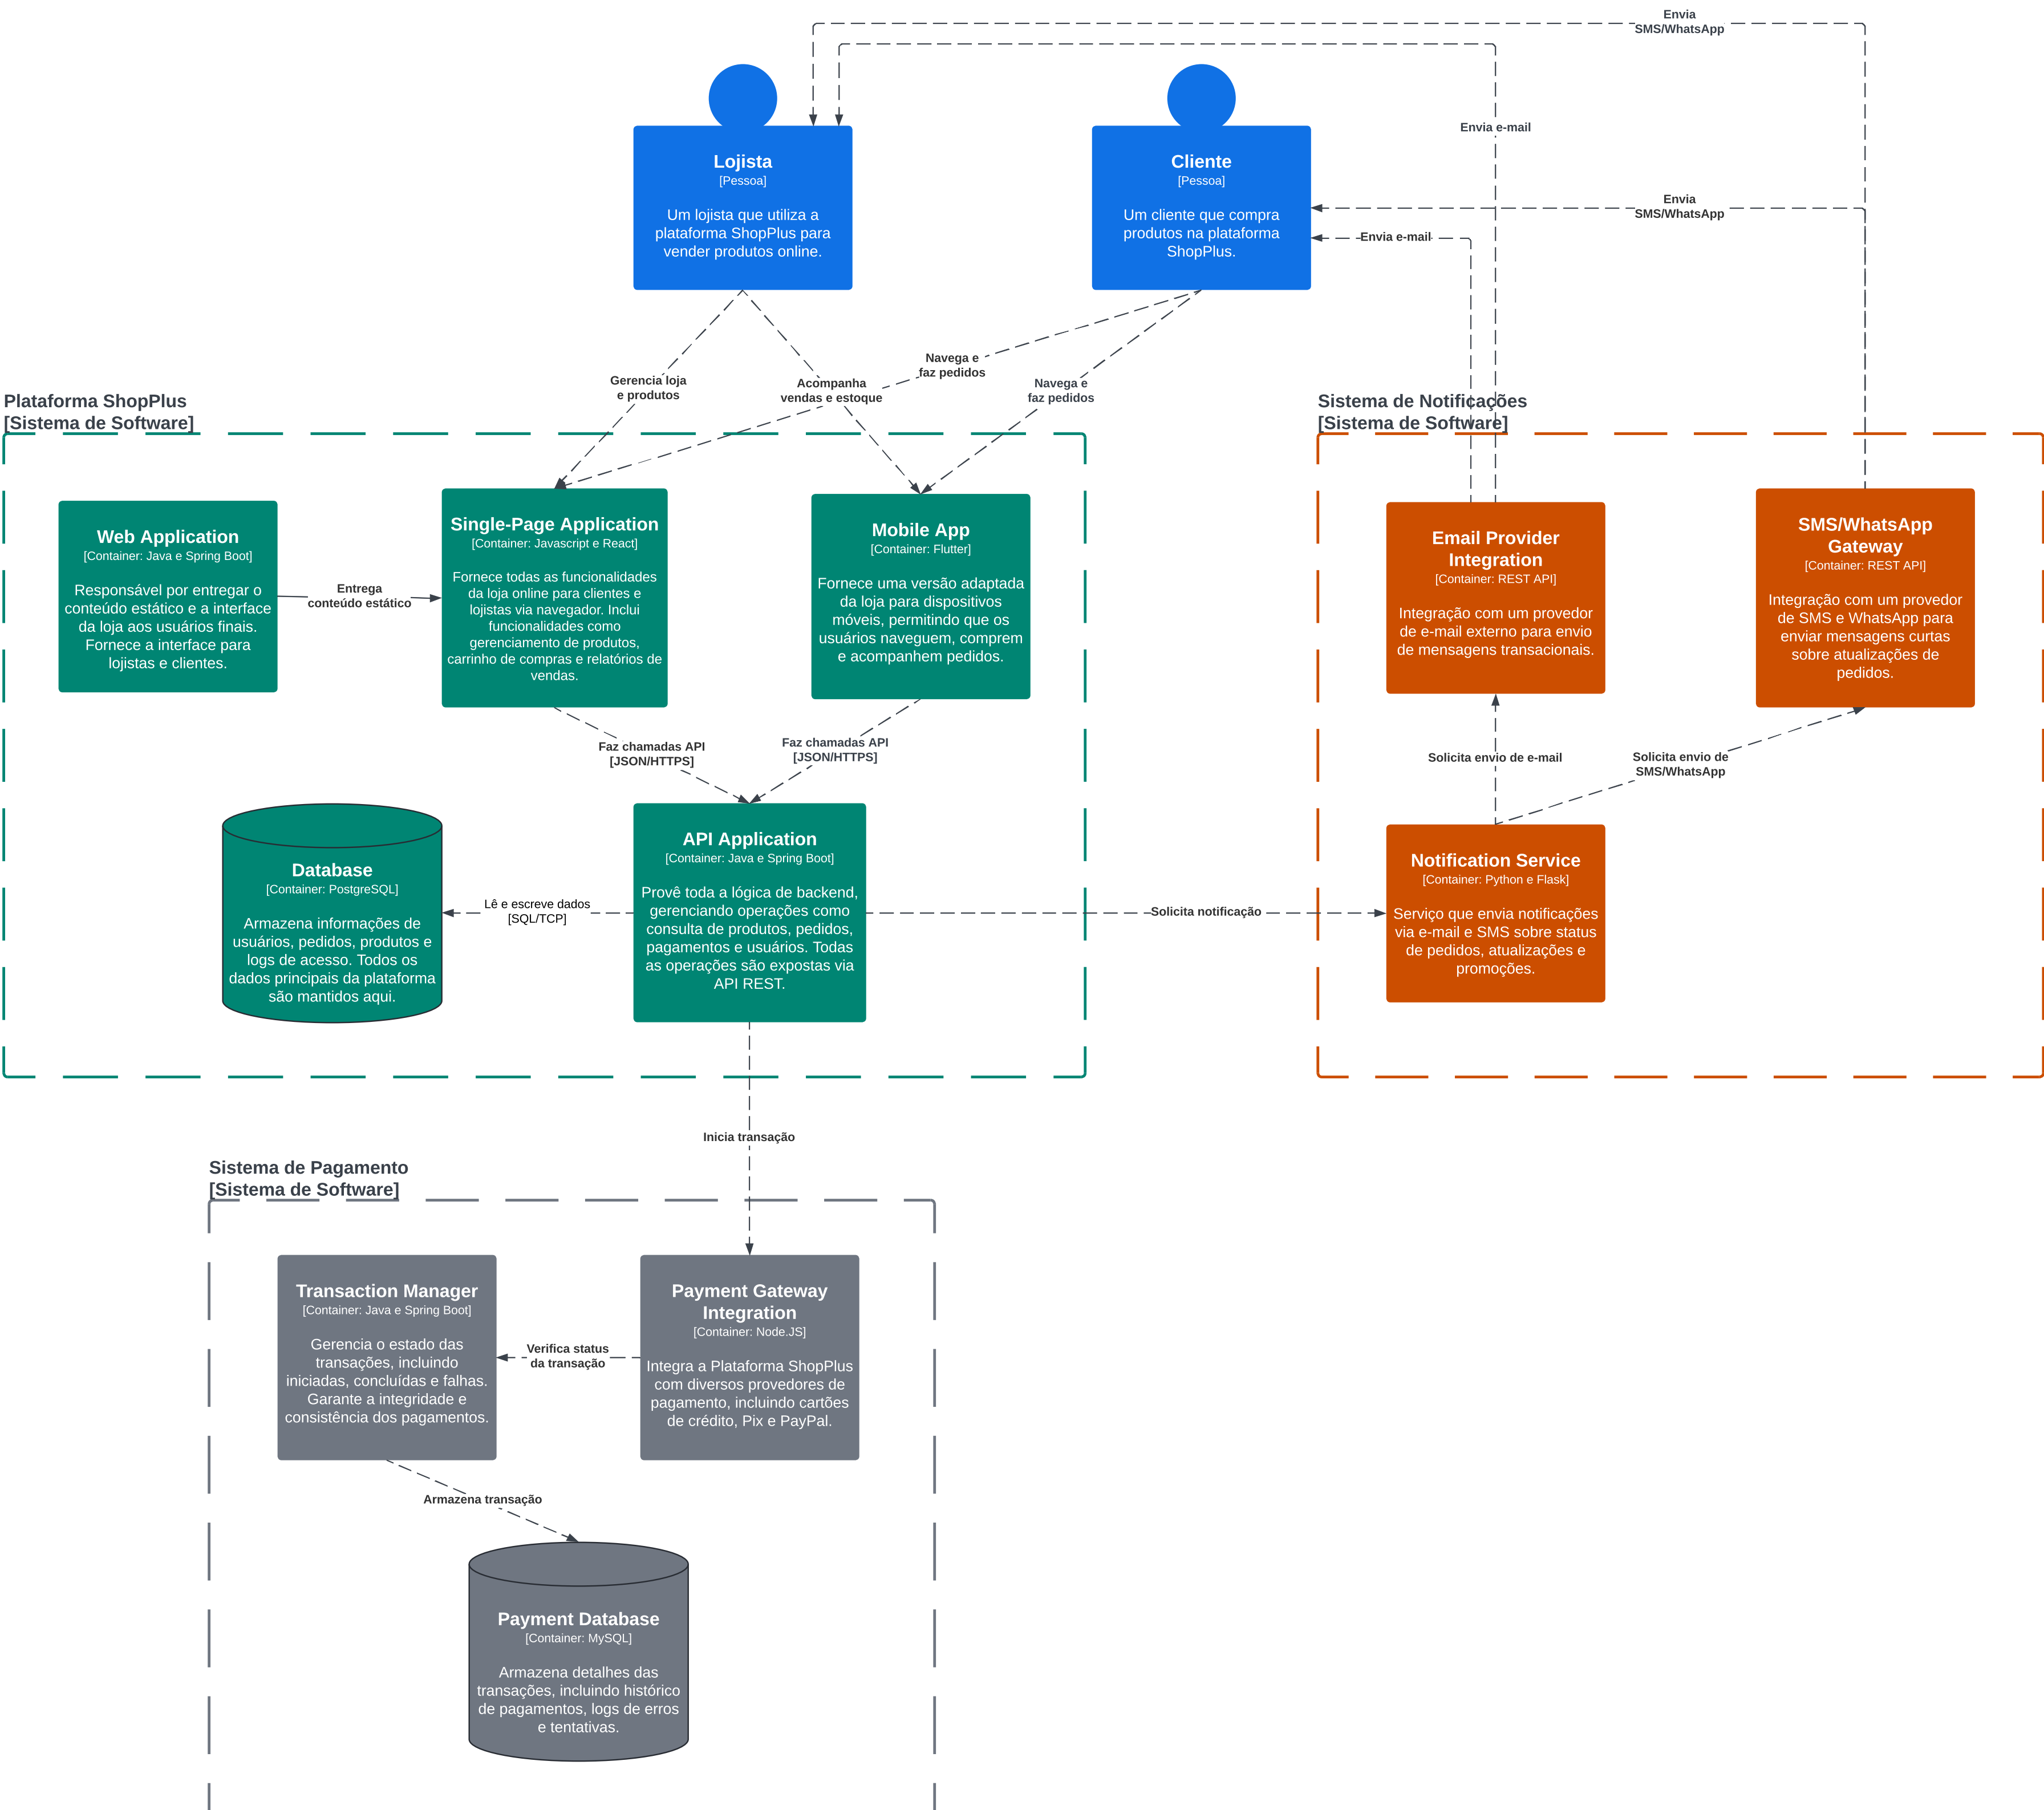 Envia
SMS/WhatsApp
Envia e-mail
Lojista
[Pessoa]
Um lojista que utiliza a
plataforma ShopPlus para
vender produtos online.
Cliente
[Pessoa]
Um cliente que compra
produtos na plataforma
ShopPlus.
Envia
SMS/WhatsApp
Envia e-mail
Gerencia loja
e produtos
Acompanha
vendas e estoque
Navega e
faz pedidos
Navega e
faz pedidos
Plataforma ShopPlus
[Sistema de Software]
Web Application
[Container: Java e Spring Boot]
Responsável por entregar o
conteúdo estático e a interface
da loja aos usuários finais.
Fornece a interface para
lojistas e clientes.
Entrega
conteúdo estático
Single-Page Application
[Container: Javascript e React]
Fornece todas as funcionalidades
da loja online para clientes e
lojistas via navegador. Inclui
funcionalidades como
gerenciamento de produtos,
carrinho de compras e relatórios de
vendas.
Mobile App
[Container: Flutter]
Fornece uma versão adaptada
da loja para dispositivos
móveis, permitindo que os
usuários naveguem, comprem
e acompanhem pedidos.
Faz chamadas API
[JSON/HTTPS]
Faz chamadas API
[JSON/HTTPS]
Database
[Container: PostgreSQL]
Armazena informações de
usuários, pedidos, produtos e
logs de acesso. Todos os
dados principais da plataforma
são mantidos aqui.
Lê e escreve dados
[SQL/TCP]
API Application
[Container: Java e Spring Boot]
Provê toda a lógica de backend,
gerenciando operações como
consulta de produtos, pedidos,
pagamentos e usuários. Todas
as operações são expostas via
API REST.
Solicita notificação
Sistema de Notificações
[Sistema de Software]
Email Provider
Integration
[Container: REST API]
Integração com um provedor
de e-mail externo para envio
de mensagens transacionais.
SMS/WhatsApp
Gateway
[Container: REST API]
Integração com um provedor
de SMS e WhatsApp para
enviar mensagens curtas
sobre atualizações de
pedidos.
Solicita envio de e-mail
Solicita envio de
SMS/WhatsApp
Notification Service
[Container: Python e Flask]
Serviço que envia notificações
via e-mail e SMS sobre status
de pedidos, atualizações e
promoções.
Inicia transação
Sistema de Pagamento
[Sistema de Software]
Transaction Manager
[Container: Java e Spring Boot]
Gerencia o estado das
transações, incluindo
iniciadas, concluídas e falhas.
Garante a integridade e
consistência dos pagamentos.
Verifica status
da transação
Payment Gateway
Integration
[Container: Node.JS]
Integra a Plataforma ShopPlus
com diversos provedores de
pagamento, incluindo cartões
de crédito, Pix e PayPal.
Armazena transação
Payment Database
[Container: MySQL]
Armazena detalhes das
transações, incluindo histórico
de pagamentos, logs de erros
e tentativas.